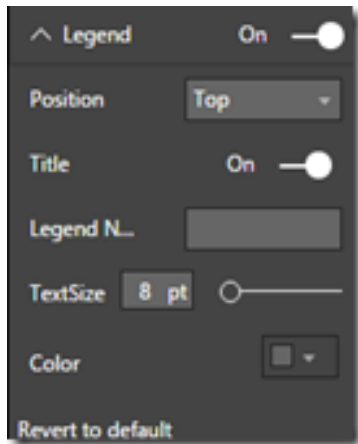 Legend On
Position Top
Title On
Legend N...
TextSize 8 pt
Color
Revert to default